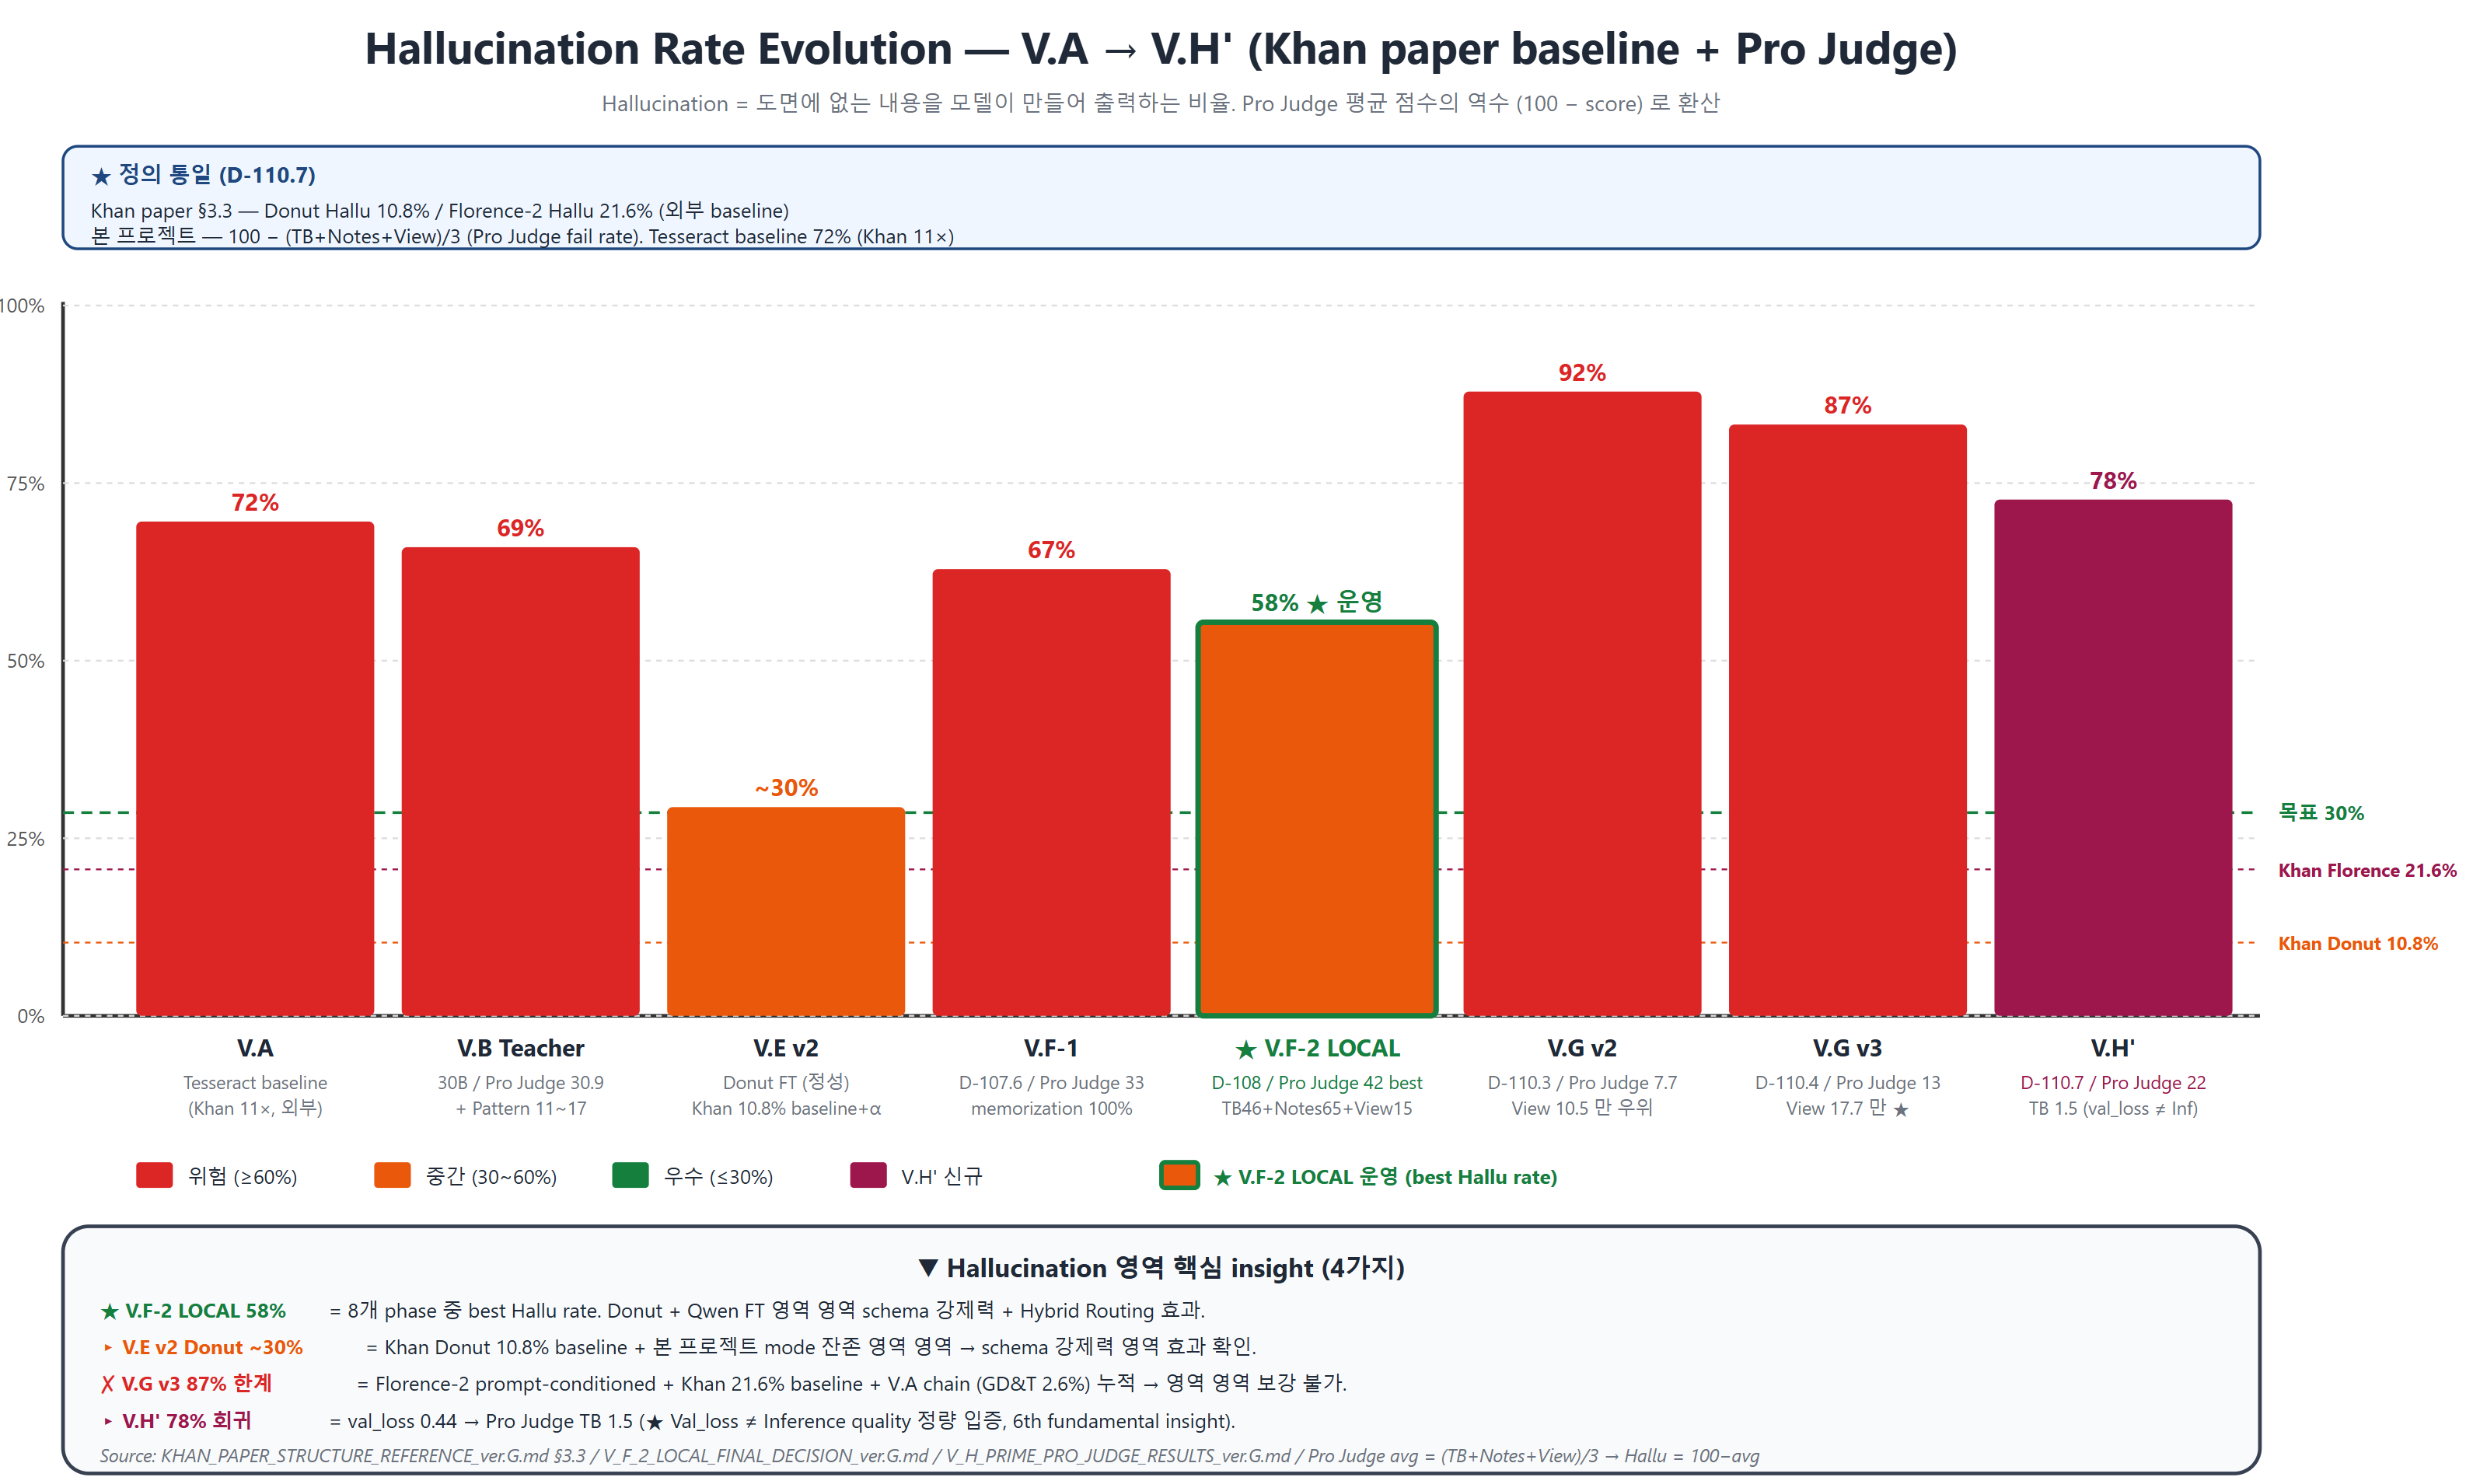 Hallucination Rate Evolution — V.A → V.H' (Khan paper baseline + Pro Judge)
Hallucination = 도면에 없는 내용을 모델이 만들어 출력하는 비율. Pro Judge 평균 점수의 역수 (100 − score) 로 환산
★ 정의 통일 (D-110.7)
Khan paper §3.3 — Donut Hallu 10.8% / Florence-2 Hallu 21.6% (외부 baseline)
본 프로젝트 — 100 − (TB+Notes+View)/3 (Pro Judge fail rate). Tesseract baseline 72% (Khan 11×)
100%
75%
50%
25%
0%
72%
69%
~30%
67%
58% ★ 운영
92%
87%
78%
목표 30%
Khan Florence 21.6%
Khan Donut 10.8%
V.A
Tesseract baseline
(Khan 11×, 외부)
V.B Teacher
30B / Pro Judge 30.9
+ Pattern 11~17
V.E v2
Donut FT (정성)
Khan 10.8% baseline+α
V.F-1
D-107.6 / Pro Judge 33
memorization 100%
★ V.F-2 LOCAL
D-108 / Pro Judge 42 best
TB46+Notes65+View15
V.G v2
D-110.3 / Pro Judge 7.7
View 10.5 만 우위
V.G v3
D-110.4 / Pro Judge 13
View 17.7 만 ★
V.H'
D-110.7 / Pro Judge 22
TB 1.5 (val_loss ≠ Inf)
위험 (≥60%)
중간 (30~60%)
우수 (≤30%)
V.H' 신규
★ V.F-2 LOCAL 운영 (best Hallu rate)
▼ Hallucination 영역 핵심 insight (4가지)
★ V.F-2 LOCAL 58% = 8개 phase 중 best Hallu rate. Donut + Qwen FT 영역 영역 schema 강제력 + Hybrid Routing 효과.
▸ V.E v2 Donut ~30% = Khan Donut 10.8% baseline + 본 프로젝트 mode 잔존 영역 영역 → schema 강제력 영역 효과 확인.
✗ V.G v3 87% 한계 = Florence-2 prompt-conditioned + Khan 21.6% baseline + V.A chain (GD&T 2.6%) 누적 → 영역 영역 보강 불가.
▸ V.H' 78% 회귀 = val_loss 0.44 → Pro Judge TB 1.5 (★ Val_loss ≠ Inference quality 정량 입증, 6th fundamental insight).
Source: KHAN_PAPER_STRUCTURE_REFERENCE_ver.G.md §3.3 / V_F_2_LOCAL_FINAL_DECISION_ver.G.md / V_H_PRIME_PRO_JUDGE_RESULTS_ver.G.md / Pro Judge avg = (TB+Notes+View)/3 → Hallu = 100−avg